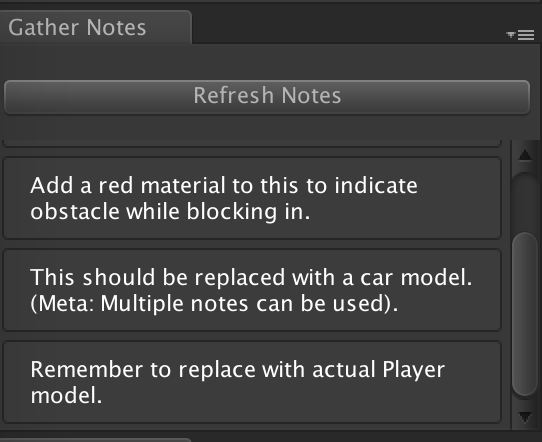 Gather Notes
Refresh Notes
Add a red material to this to indicate
obstacle while blocking in.
This should be replaced with a car model.
(Meta: Multiple notes can be used).
Remember to replace with actual Player
model.